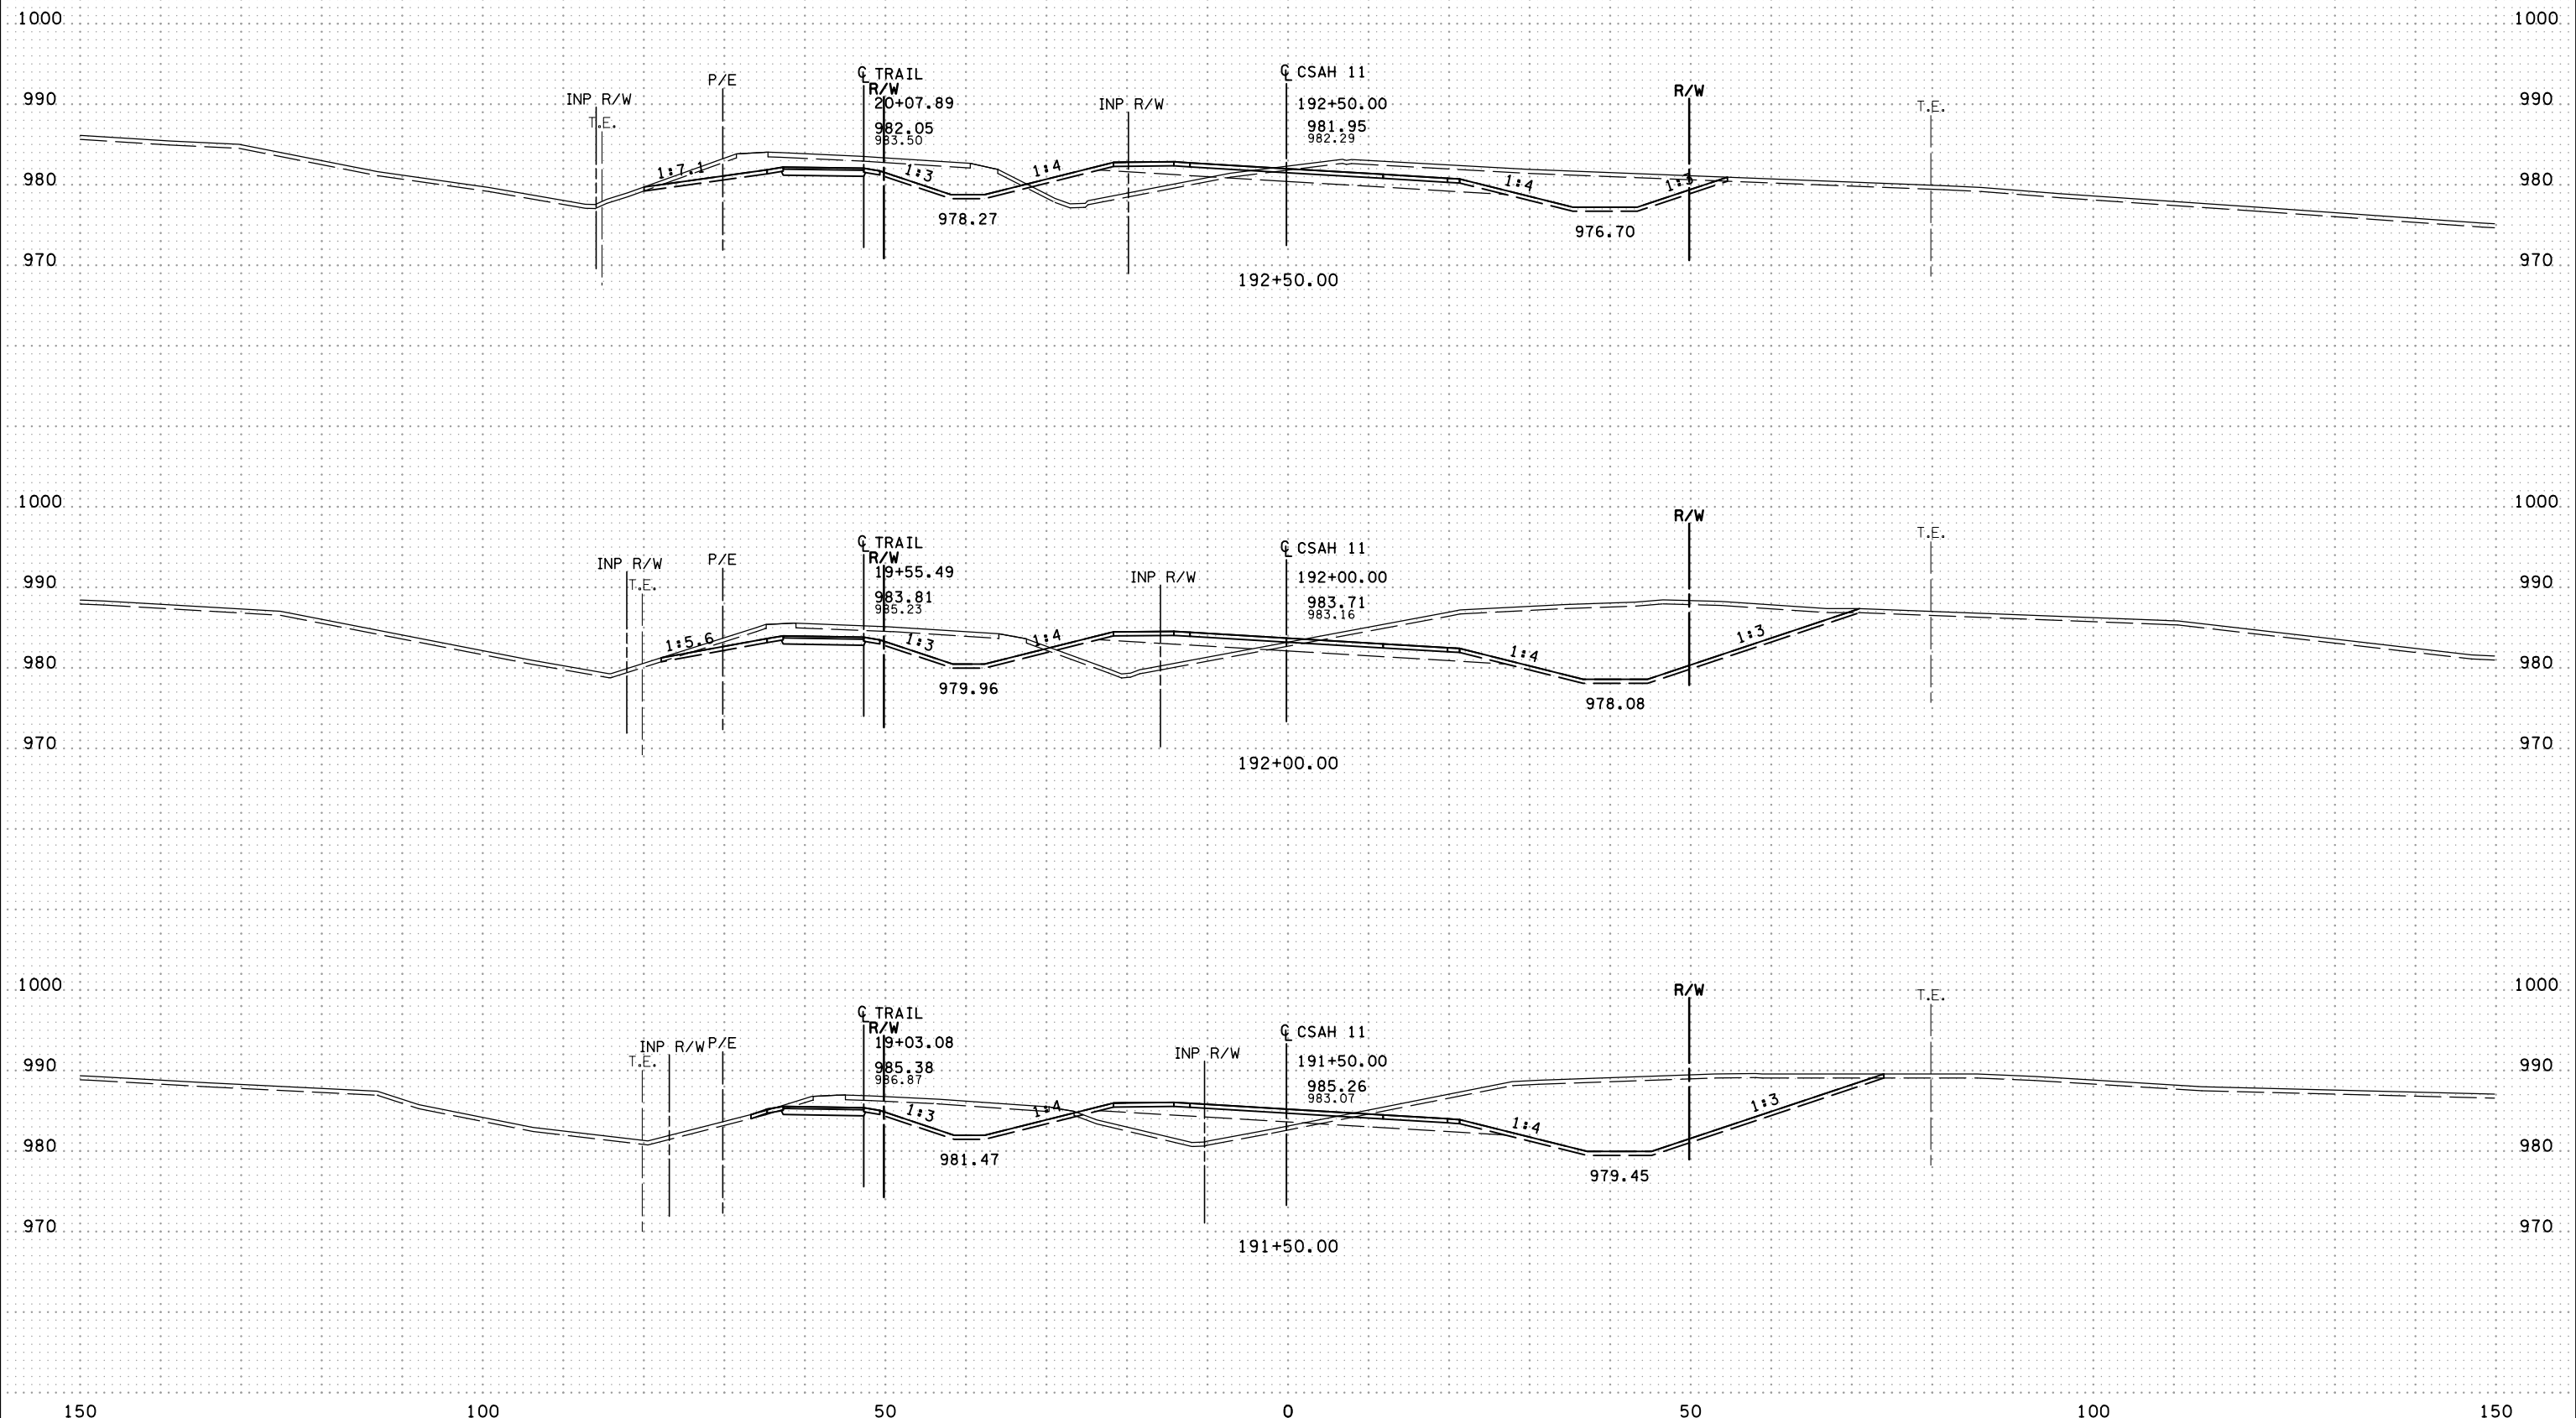 1000 1000
CL TRAIL CL CSAH 11
P/E
R/W R/W
990 INP R/W 20+07.89 INP R/W 192+50.00 T.E. 990
T.E. 982.05 981.95
983.50 982.29
1:7.1 1:3 1:4 1:4 1:3
980 980
978.27 976.70
970 970
192+50.00
1000 1000
R/W
T.E.
CL TRAIL CL CSAH 11
INP R/W P/E R/W
990 T.E. 19+55.49 INP R/W 192+00.00 990
983.81 983.71
985.23 983.16
1:5.6 1:3 1:4 1:4 1:3
980 980
979.96 978.08
970 970
192+00.00
1000 1000
R/W T.E.
CL TRAIL CL CSAH 11
R/W
T.E. INP R/W P/E 19+03.08 INP R/W 191+50.00
990 985.38 985.26 990
986.87 983.07
1:3 1:4 1:4 1:3
980 980
981.47 979.45
970 970
191+50.00
150 100 50 0 50 100 150